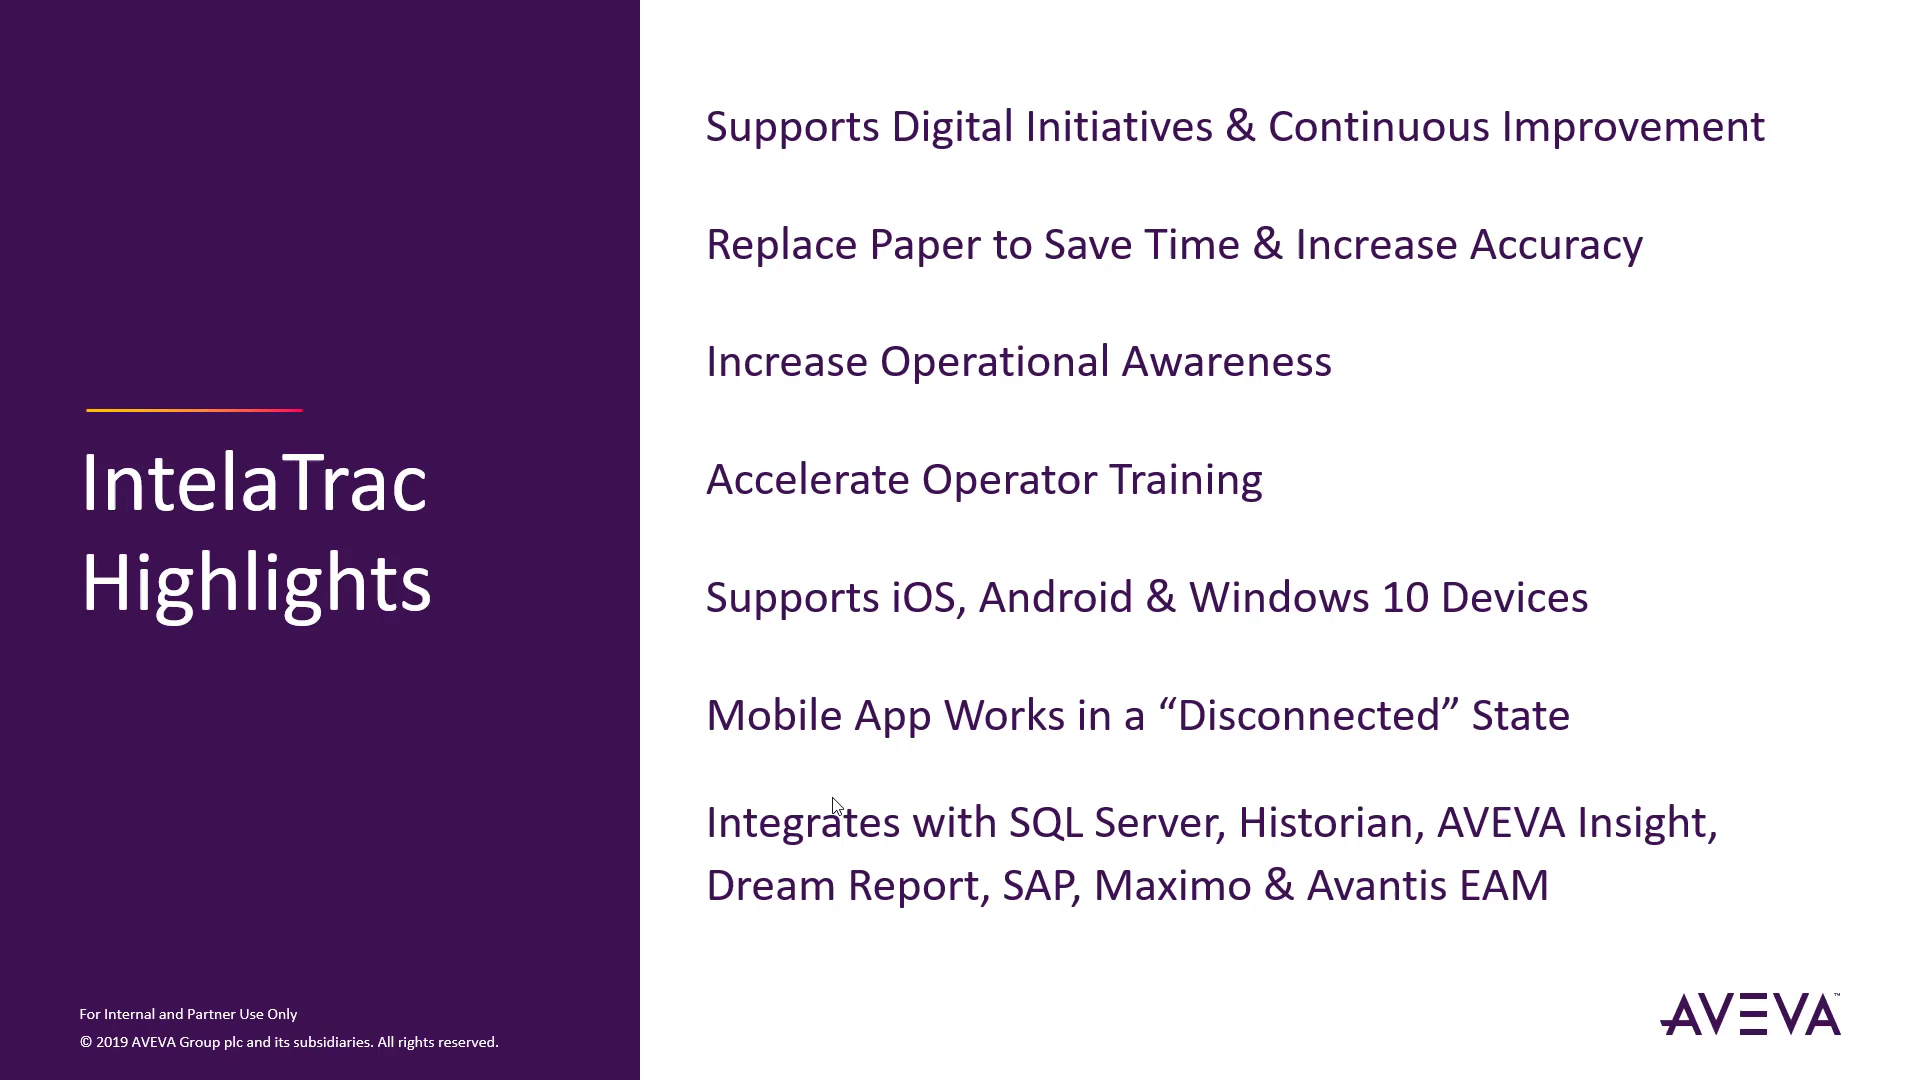 IntelaTrac
Highlights
For Internal and Partner Use Only
© 2019 AVEVA Group plc and its subsidiaries. All rights reserved.
Supports Digital Initiatives & Continuous Improvement
Replace Paper to Save Time & Increase Accuracy
Increase Operational Awareness
Accelerate Operator Training
Supports iOS, Android & Windows 10 Devices
Mobile App Works in a “Disconnected” State
Integrates with SQL Server, Historian, AVEVA Insight,
Dream Report, SAP, Maximo & Avantis EAM
AVEVA™